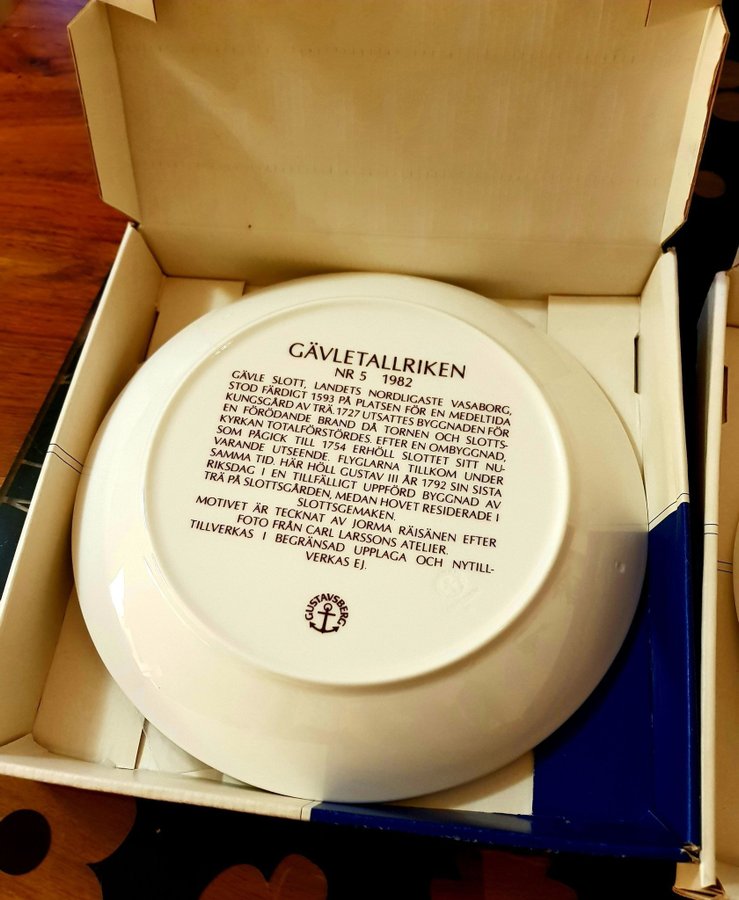 GÄVLETALLRIKEN
NR 5 1982
GÄVLE SLOTT, LANDETS NORDLIGASTE VASABORG,
STOD FÄRDIGT 1593 PÅ PLATSEN FÖR EN MEDELTIDA
KUNGSGÅRD AV TRÄ. 1727 UTSATTES BYGGNADEN FÖR
EN FÖRÖDANDE BRAND DÅ TORNEN OCH SLOTTS-
KYRKAN TOTALFÖRSTÖRDES. EFTER EN OMBYGGNAD,
SOM PÅGICK TILL 1754 ERHÖLL SLOTTET SITT NU-
VARANDE UTSEENDE. FLYGLARNA TILLKOM UNDER
SAMMA TID. HÄR HÖLL GUSTAV III ÅR 1792 SIN SISTA
RIKSDAG I EN TILLFÄLLIGT UPPFÖRD BYGGNAD AV
TRÄ PÅ SLOTTSGÅRDEN, MEDAN HOVET RESIDERADE I
SLOTTSGEMAKEN.
MOTIVET ÄR TECKNAT AV JORMA RÄISÄNEN EFTER
FOTO FRÅN CARL LARSSONS ATELIER.
TILLVERKAS I BEGRÄNSAD UPPLAGA OCH NYTILL-
VERKAS EJ.
GUSTAVSBERG